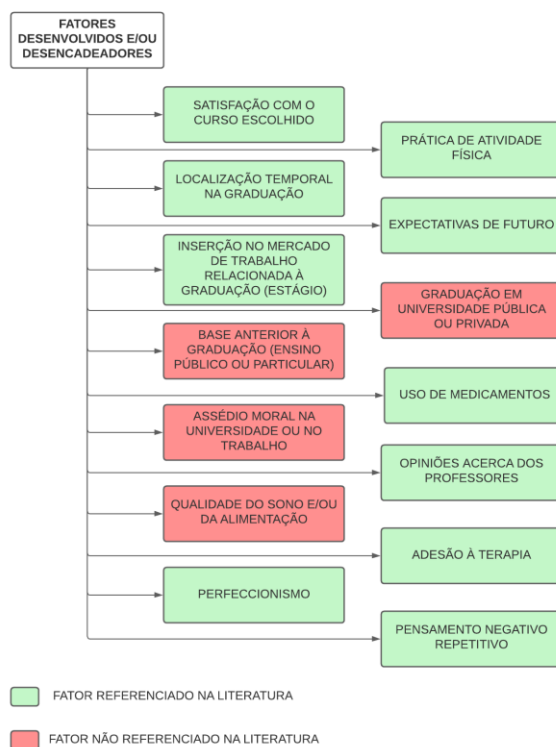 FATORES
DESENVOLVIDOS E/OU
DESENCADEADORES
SATISFAÇÃO COM O
CURSO ESCOLHIDO
PRÁTICA DE ATIVIDADE
FÍSICA
LOCALIZAÇÃO TEMPORAL
NA GRADUAÇÃO
EXPECTATIVAS DE FUTURO
INSERÇÃO NO MERCADO
DE TRABALHO
RELACIONADA À
GRADUAÇÃO (ESTÁGIO)
GRADUAÇÃO EM
UNIVERSIDADE PÚBLICA
OU PRIVADA
BASE ANTERIOR À
GRADUAÇÃO (ENSINO
PÚBLICO OU PARTICULAR)
USO DE MEDICAMENTOS
ASSÉDIO MORAL NA
UNIVERSIDADE OU NO
TRABALHO
OPINIÕES ACERCA DOS
PROFESSORES
QUALIDADE DO SONO E/OU
DA ALIMENTAÇÃO
ADESÃO À TERAPIA
PERFECCIONISMO
PENSAMENTO NEGATIVO
REPETITIVO
FATOR REFERENCIADO NA LITERATURA
FATOR NÃO REFERENCIADO NA LITERATURA